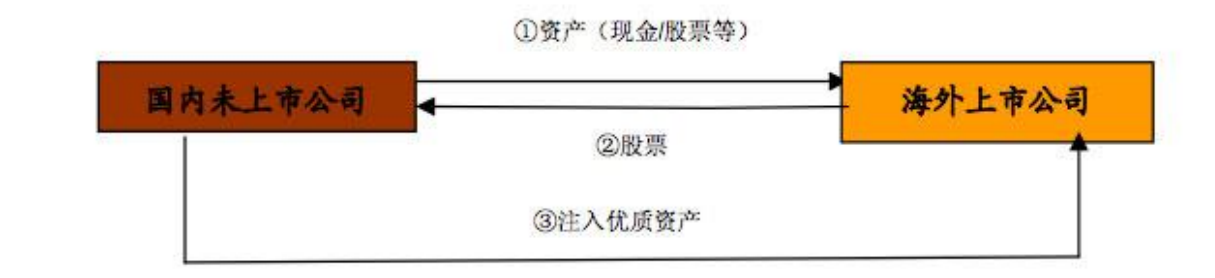 ①资产（现金/股票等）
国内未上市公司
海外上市公司
②股票
③注入优质资产